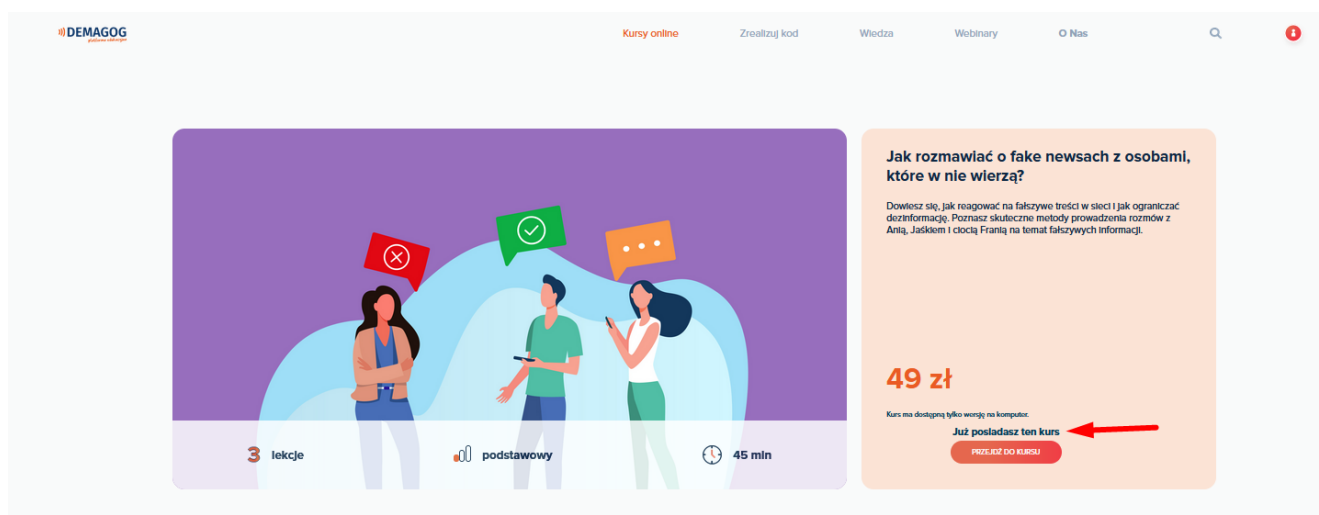 DEMAGOG
platforma edukacyjna
Kursy online
Zrealizuj kod
Wiedza
Webinary
O Nas
Jak rozmawiać o fake newsach z osobami,
które w nie wierzą?
Dowiesz się, jak reagować na fałszywe treści w sieci i jak ograniczać
dezinformację. Poznasz skuteczne metody prowadzenia rozmów z
Anią, Jaśkiem i ciocią Franią na temat fałszywych informacji.
49 zł
Kurs ma dostępną tylko wersję na komputer.
Już posiadasz ten kurs
PRZEJDŹ DO KURSU
3 lekcje
podstawowy
45 min